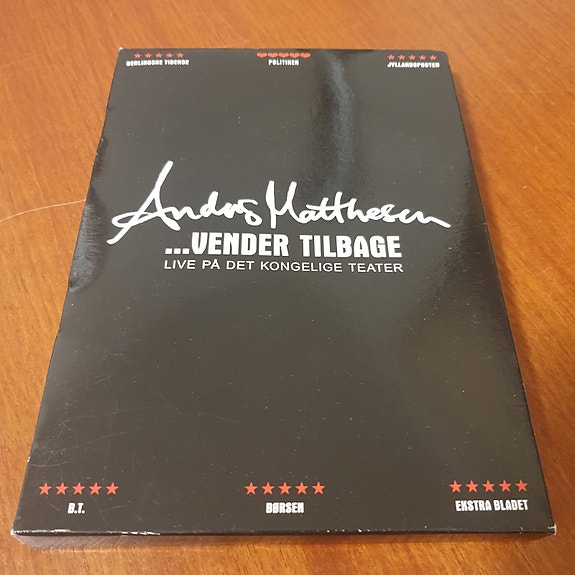 ★★★★★
BERLINGSKE TIDENDE
♥♥♥♥♥
POLITIKEN
★★★★★
JYLLANDSPOSTEN
Anders Matthesen
...VENDER TILBAGE
LIVE PÅ DET KONGELIGE TEATER
★★★★★
B.T.
★★★★★
BØRSEN
★★★★★
EKSTRA BLADET